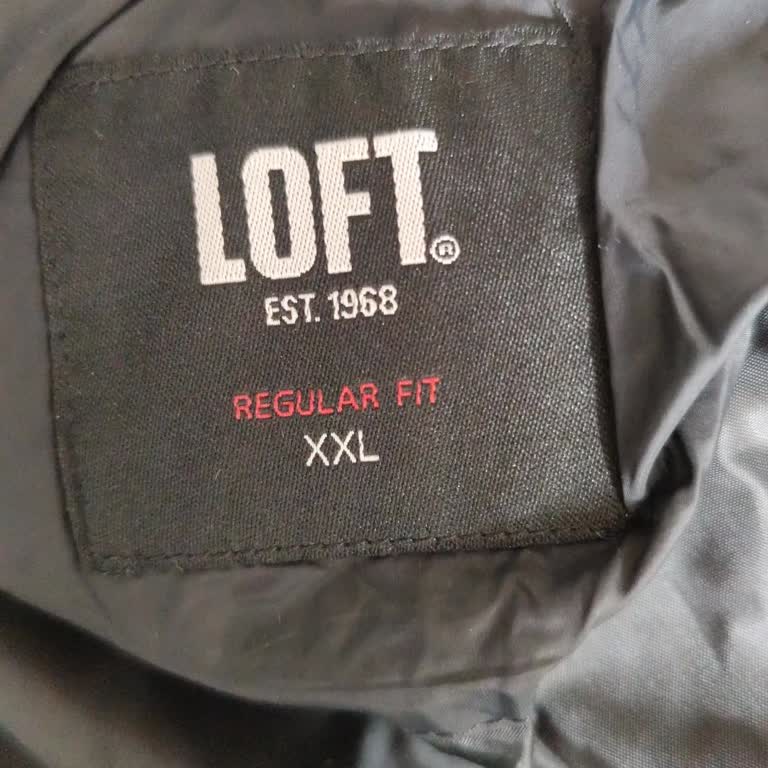 LOFT®
EST. 1968
REGULAR FIT
XXL